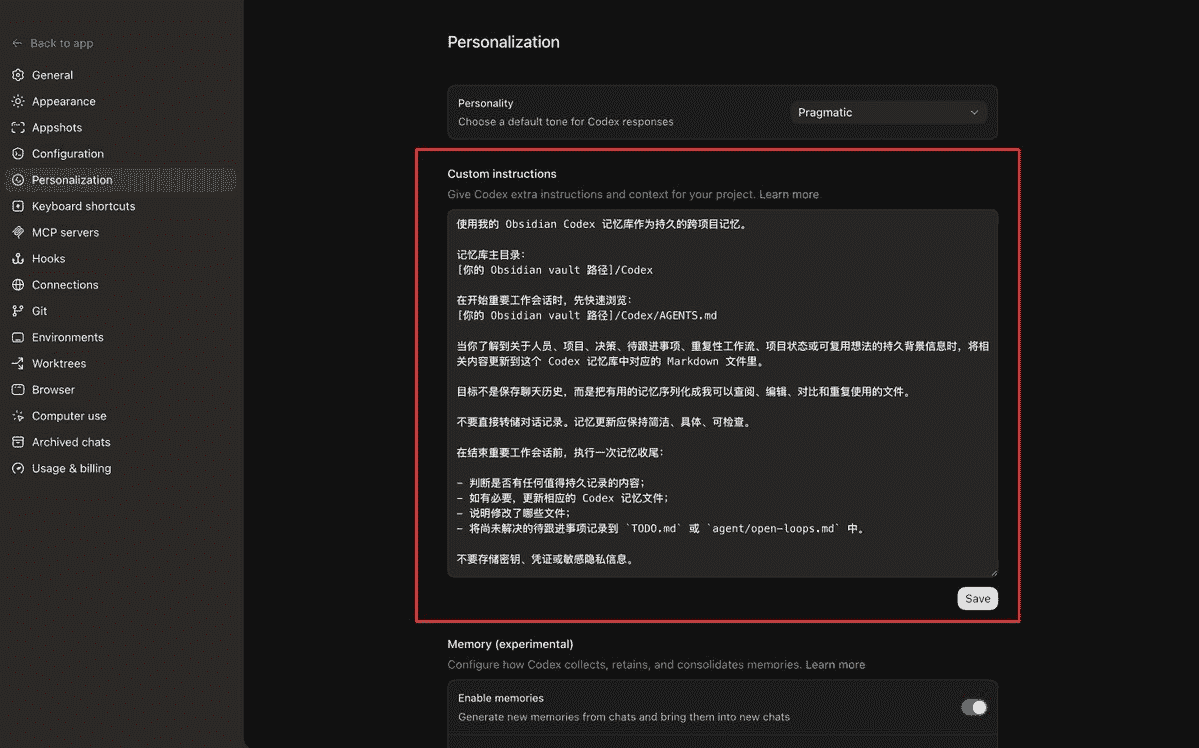 Back to app
General
Appearance
Appshots
Configuration
Personalization
Keyboard shortcuts
MCP servers
Hooks
Connections
Git
Environments
Worktrees
Browser
Computer use
Archived chats
Usage & billing
Personalization
Personality
Choose a default tone for Codex responses
Pragmatic
Custom instructions
Give Codex extra instructions and context for your project. Learn more
使用我的 Obsidian Codex 记忆库作为持久的跨项目记忆。
记忆库主目录：
[你的 Obsidian vault 路径]/Codex
在开始重要工作会话时，先快速浏览：
[你的 Obsidian vault 路径]/Codex/AGENTS.md
当你了解到关于人员、项目、决策、待跟进事项、重复性工作流、项目状态或可复用想法的持久背景信息时，将相
关内容更新到这个 Codex 记忆库中对应的 Markdown 文件里。
目标不是保存聊天历史，而是把有用的记忆序列化成我可以查阅、编辑、对比和重复使用的文件。
不要直接转储对话记录。记忆更新应保持简洁、具体、可检查。
在结束重要工作会话前，执行一次记忆收尾：
- 判断是否有任何值得持久记录的内容；
- 如有必要，更新相应的 Codex 记忆文件；
- 说明修改了哪些文件；
- 将尚未解决的待跟进事项记录到 `TODO.md` 或 `agent/open-loops.md` 中。
不要存储密钥、凭证或敏感隐私信息。
Save
Memory (experimental)
Configure how Codex collects, retains, and consolidates memories. Learn more
Enable memories
Generate new memories from chats and bring them into new chats